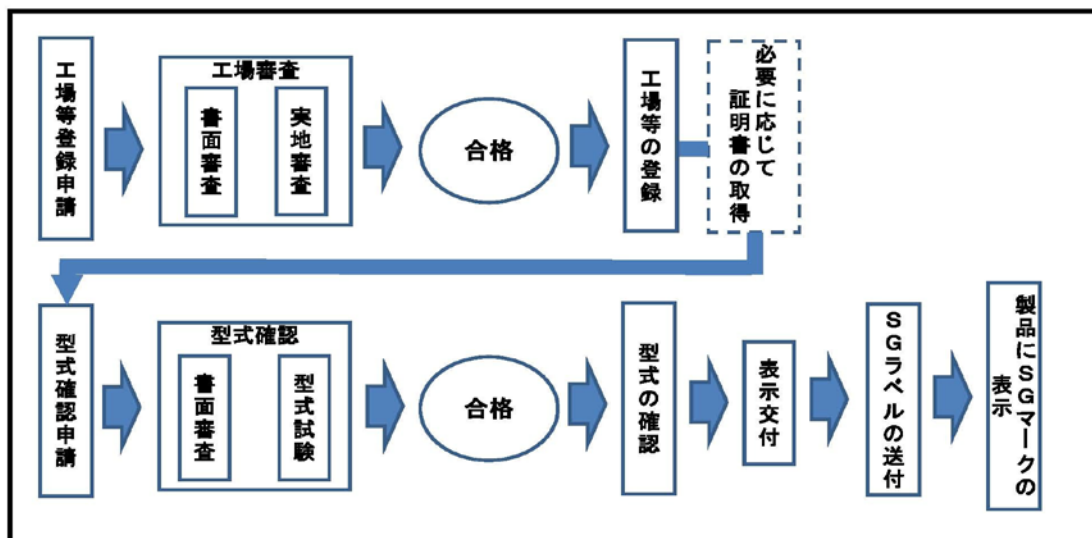 工場等登録申請
工場審査
書面審査
実地審査
合格
工場等の登録
必要に応じて
証明書の取得
型式確認申請
型式確認
書面審査
型式試験
合格
型式の確認
表示交付
SGラベルの送付
製品にSGマークの
表示